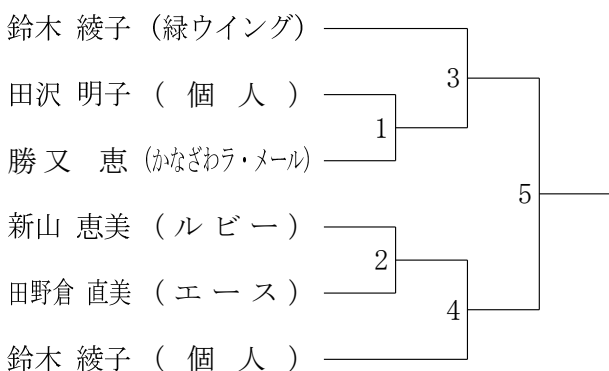 鈴木 綾子 (緑ウイング)
3
田沢 明子 ( 個 人 )
1
勝又 恵 (かなざわラ・メール)
5
新山 恵美 ( ルビー )
2
田野倉 直美 ( エース )
4
鈴木 綾子 ( 個 人 )